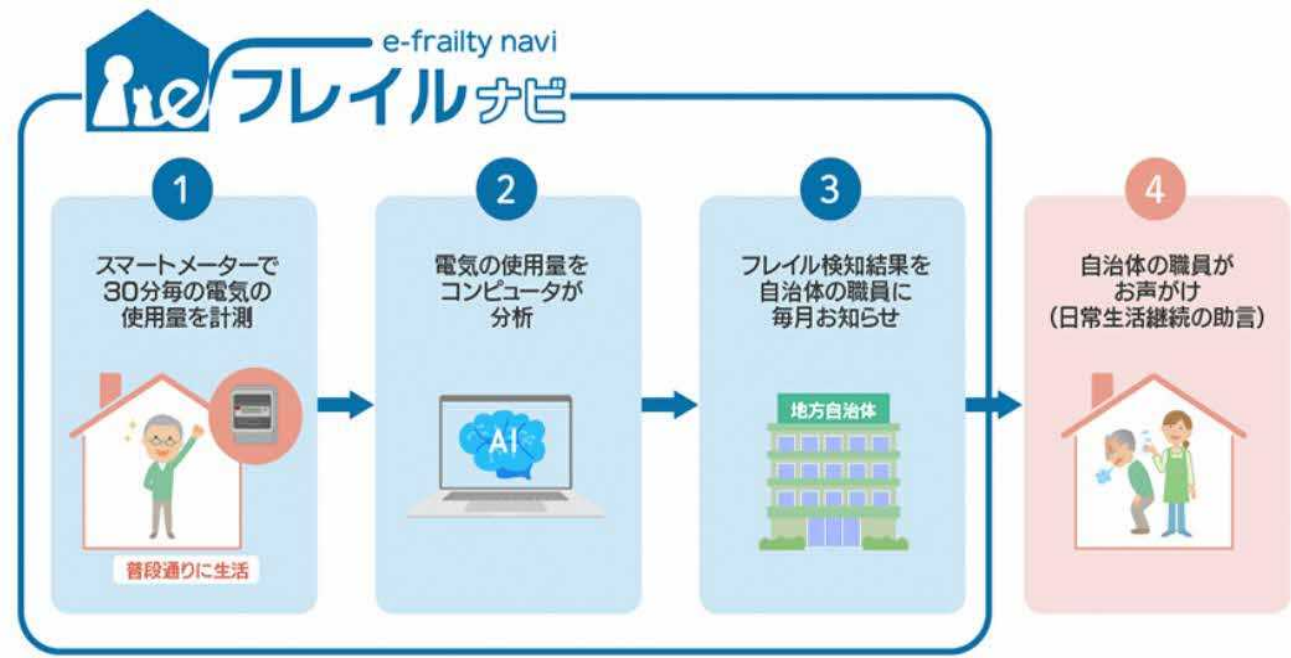 e-frailty navi
eフレイルナビ
1
スマートメーターで
30分毎の電気の
使用量を計測
普段通りに生活
2
電気の使用量を
コンピュータが
分析
AI
3
フレイル検知結果を
自治体の職員に
毎月お知らせ
地方自治体
4
自治体の職員が
お声がけ
(日常生活継続の助言)